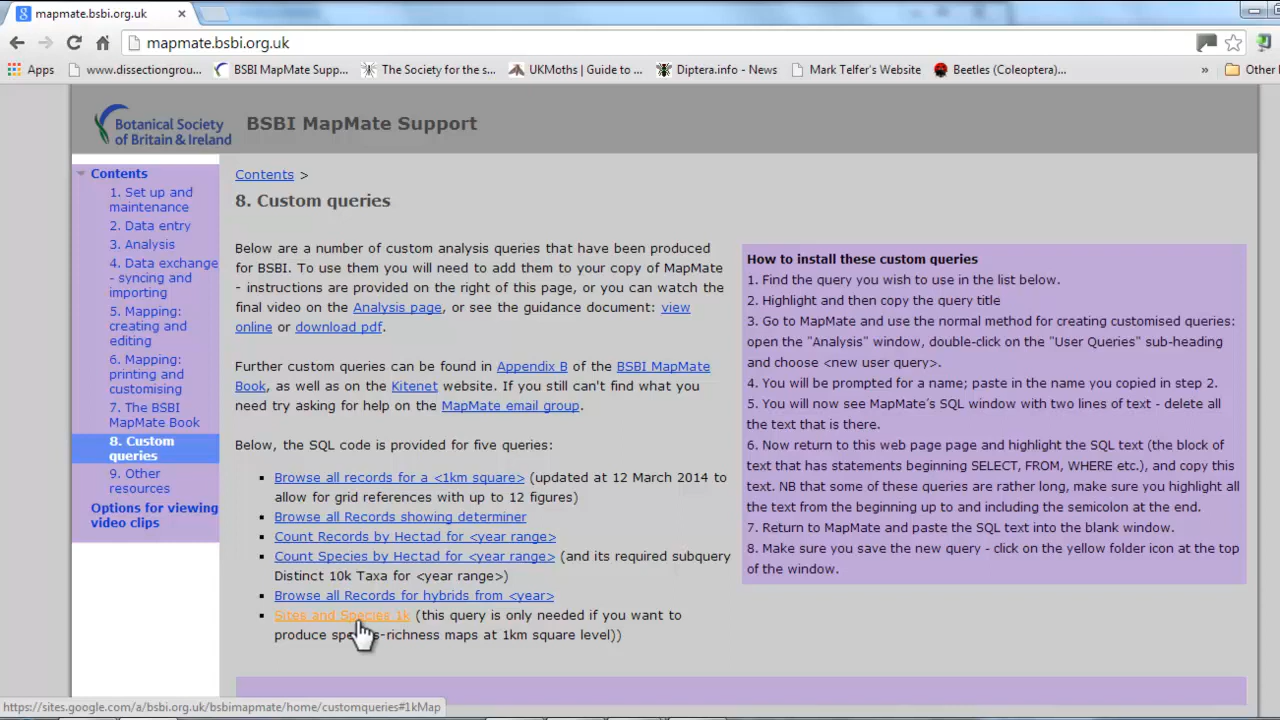 mapmate.bsbi.org.uk
mapmate.bsbi.org.uk
Apps www.dissectiongrou... BSBI MapMate Supp... The Society for the s... UKMoths | Guide to ... Diptera.info - News Mark Telfer's Website Beetles (Coleoptera)... » Other
Botanical Society
of Britain & Ireland
BSBI MapMate Support
Contents
1. Set up and
maintenance
2. Data entry
3. Analysis
4. Data exchange
- syncing and
importing
5. Mapping:
creating and
editing
6. Mapping:
printing and
customising
7. The BSBI
MapMate Book
8. Custom
queries
9. Other
resources
Options for viewing
video clips
Contents >
8. Custom queries
Below are a number of custom analysis queries that have been produced
for BSBI. To use them you will need to add them to your copy of MapMate
- instructions are provided on the right of this page, or you can watch the
final video on the Analysis page, or see the guidance document: view
online or download pdf.
Further custom queries can be found in Appendix B of the BSBI MapMate
Book, as well as on the Kitenet website. If you still can't find what you
need try asking for help on the MapMate email group.
Below, the SQL code is provided for five queries:
Browse all records for a <1km square> (updated at 12 March 2014 to
allow for grid references with up to 12 figures)
Browse all Records showing determiner
Count Records by Hectad for <year range>
Count Species by Hectad for <year range> (and its required subquery
Distinct 10k Taxa for <year range>)
Browse all Records for hybrids from <year>
Sites and Species 1k (this query is only needed if you want to
produce species-richness maps at 1km square level))
How to install these custom queries
1. Find the query you wish to use in the list below.
2. Highlight and then copy the query title
3. Go to MapMate and use the normal method for creating customised queries:
open the "Analysis" window, double-click on the "User Queries" sub-heading
and choose <new user query>.
4. You will be prompted for a name; paste in the name you copied in step 2.
5. You will now see MapMate's SQL window with two lines of text - delete all
the text that is there.
6. Now return to this web page page and highlight the SQL text (the block of
text that has statements beginning SELECT, FROM, WHERE etc.), and copy this
text. NB that some of these queries are rather long, make sure you highlight all
the text from the beginning up to and including the semicolon at the end.
7. Return to MapMate and paste the SQL text into the blank window.
8. Make sure you save the new query - click on the yellow folder icon at the top
of the window.
https://sites.google.com/a/bsbi.org.uk/bsbimapmate/home/customqueries#1kMap